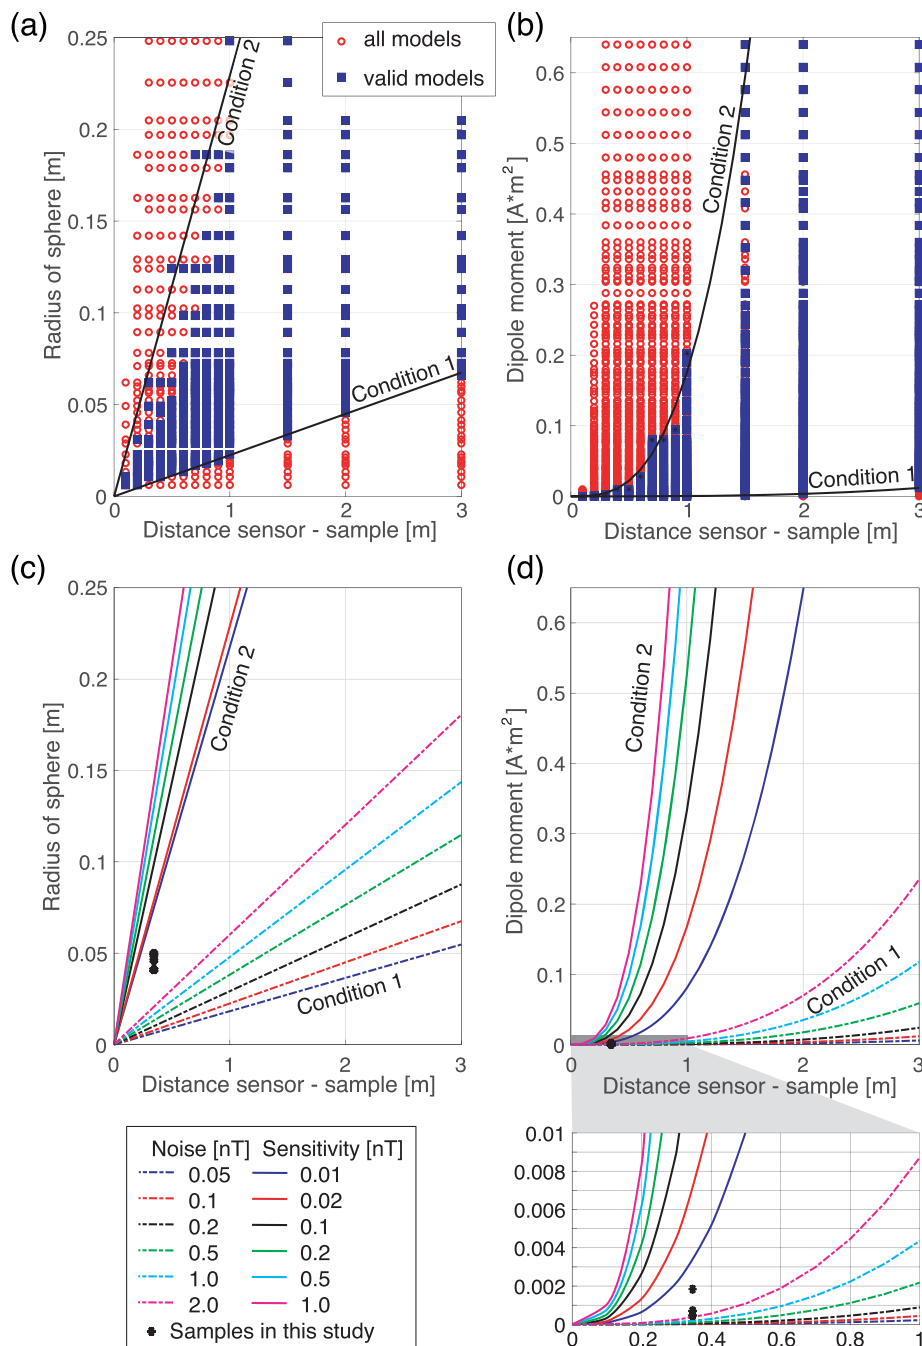 (a)
(b)
all models
valid models
Condition 2
Condition 1
Radius of sphere [m]
0.25
0.2
0.15
0.1
0.05
0
0
1
2
3
Distance sensor - sample [m]
Condition 2
Condition 1
Dipole moment [A*m²]
0.6
0.5
0.4
0.3
0.2
0.1
0
0
1
2
3
Distance sensor - sample [m]
(c)
(d)
Condition 2
Condition 1
Radius of sphere [m]
0.25
0.2
0.15
0.1
0.05
0
0
1
2
3
Distance sensor - sample [m]
Condition 2
Condition 1
Dipole moment [A*m²]
0.6
0.5
0.4
0.3
0.2
0.1
0
0
1
2
3
Distance sensor - sample [m]
Noise [nT] Sensitivity [nT]
0.05 0.01
0.1 0.02
0.2 0.1
0.5 0.2
1.0 0.5
2.0 1.0
Samples in this study
0.01
0.008
0.006
0.004
0.002
0
0
0.2
0.4
0.6
0.8
1